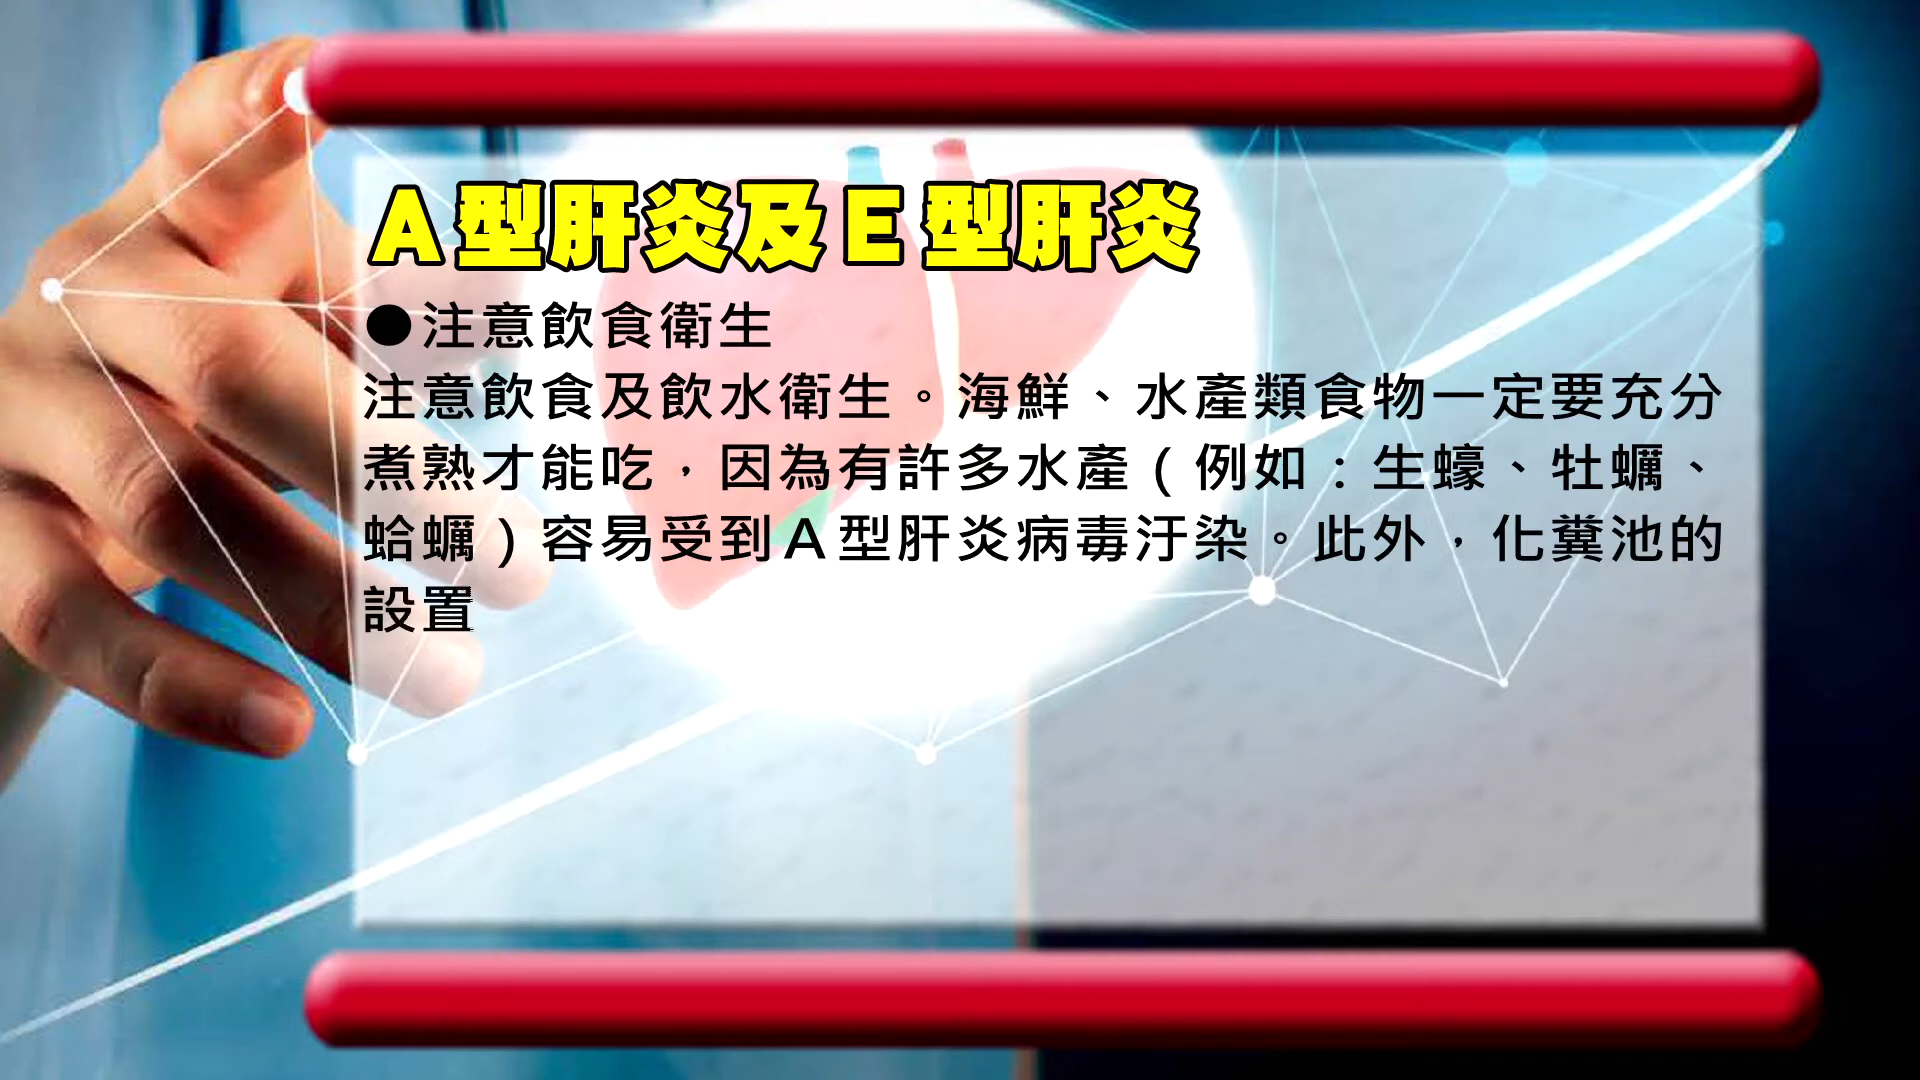 A型肝炎及E型肝炎
●注意飲食衛生
注意飲食及飲水衛生。海鮮、水產類食物一定要充分
煮熟才能吃，因為有許多水產（例如：生蠔、牡蠣、
蛤蠣）容易受到A型肝炎病毒汙染。此外，化糞池的
設置